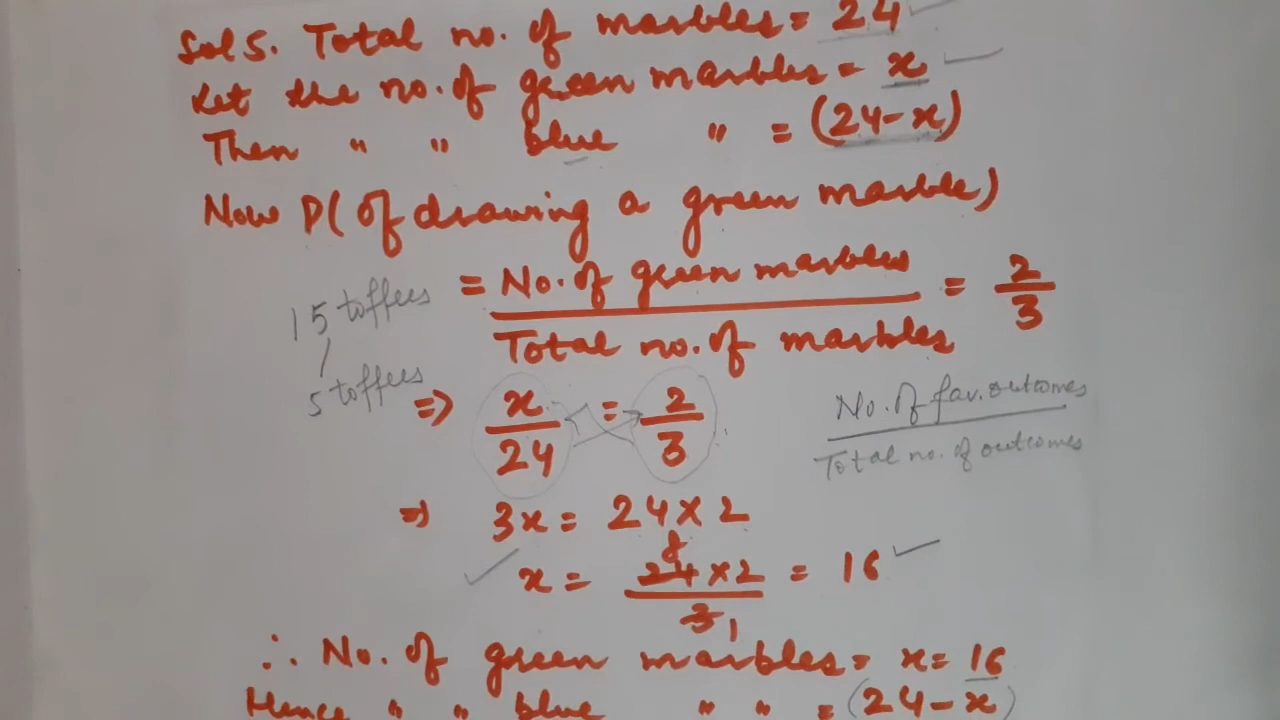 Sol 5. Total no. of marbles = 24
Let the no. of green marbles = x
Then " " blue " = (24-x)
Now P( of drawing a green marble)
= No. of green marbles / Total no. of marbles = 2/3
15 toffees
5 toffees
⇒ x/24 = 2/3
No. of fav. outcomes / Total no. of outcomes
⇒ 3x = 24 × 2
x = 24 × 2 / 3 = 16
8
1
∴ No. of green marbles = x = 16
Hence " " blue " " = (24-x)